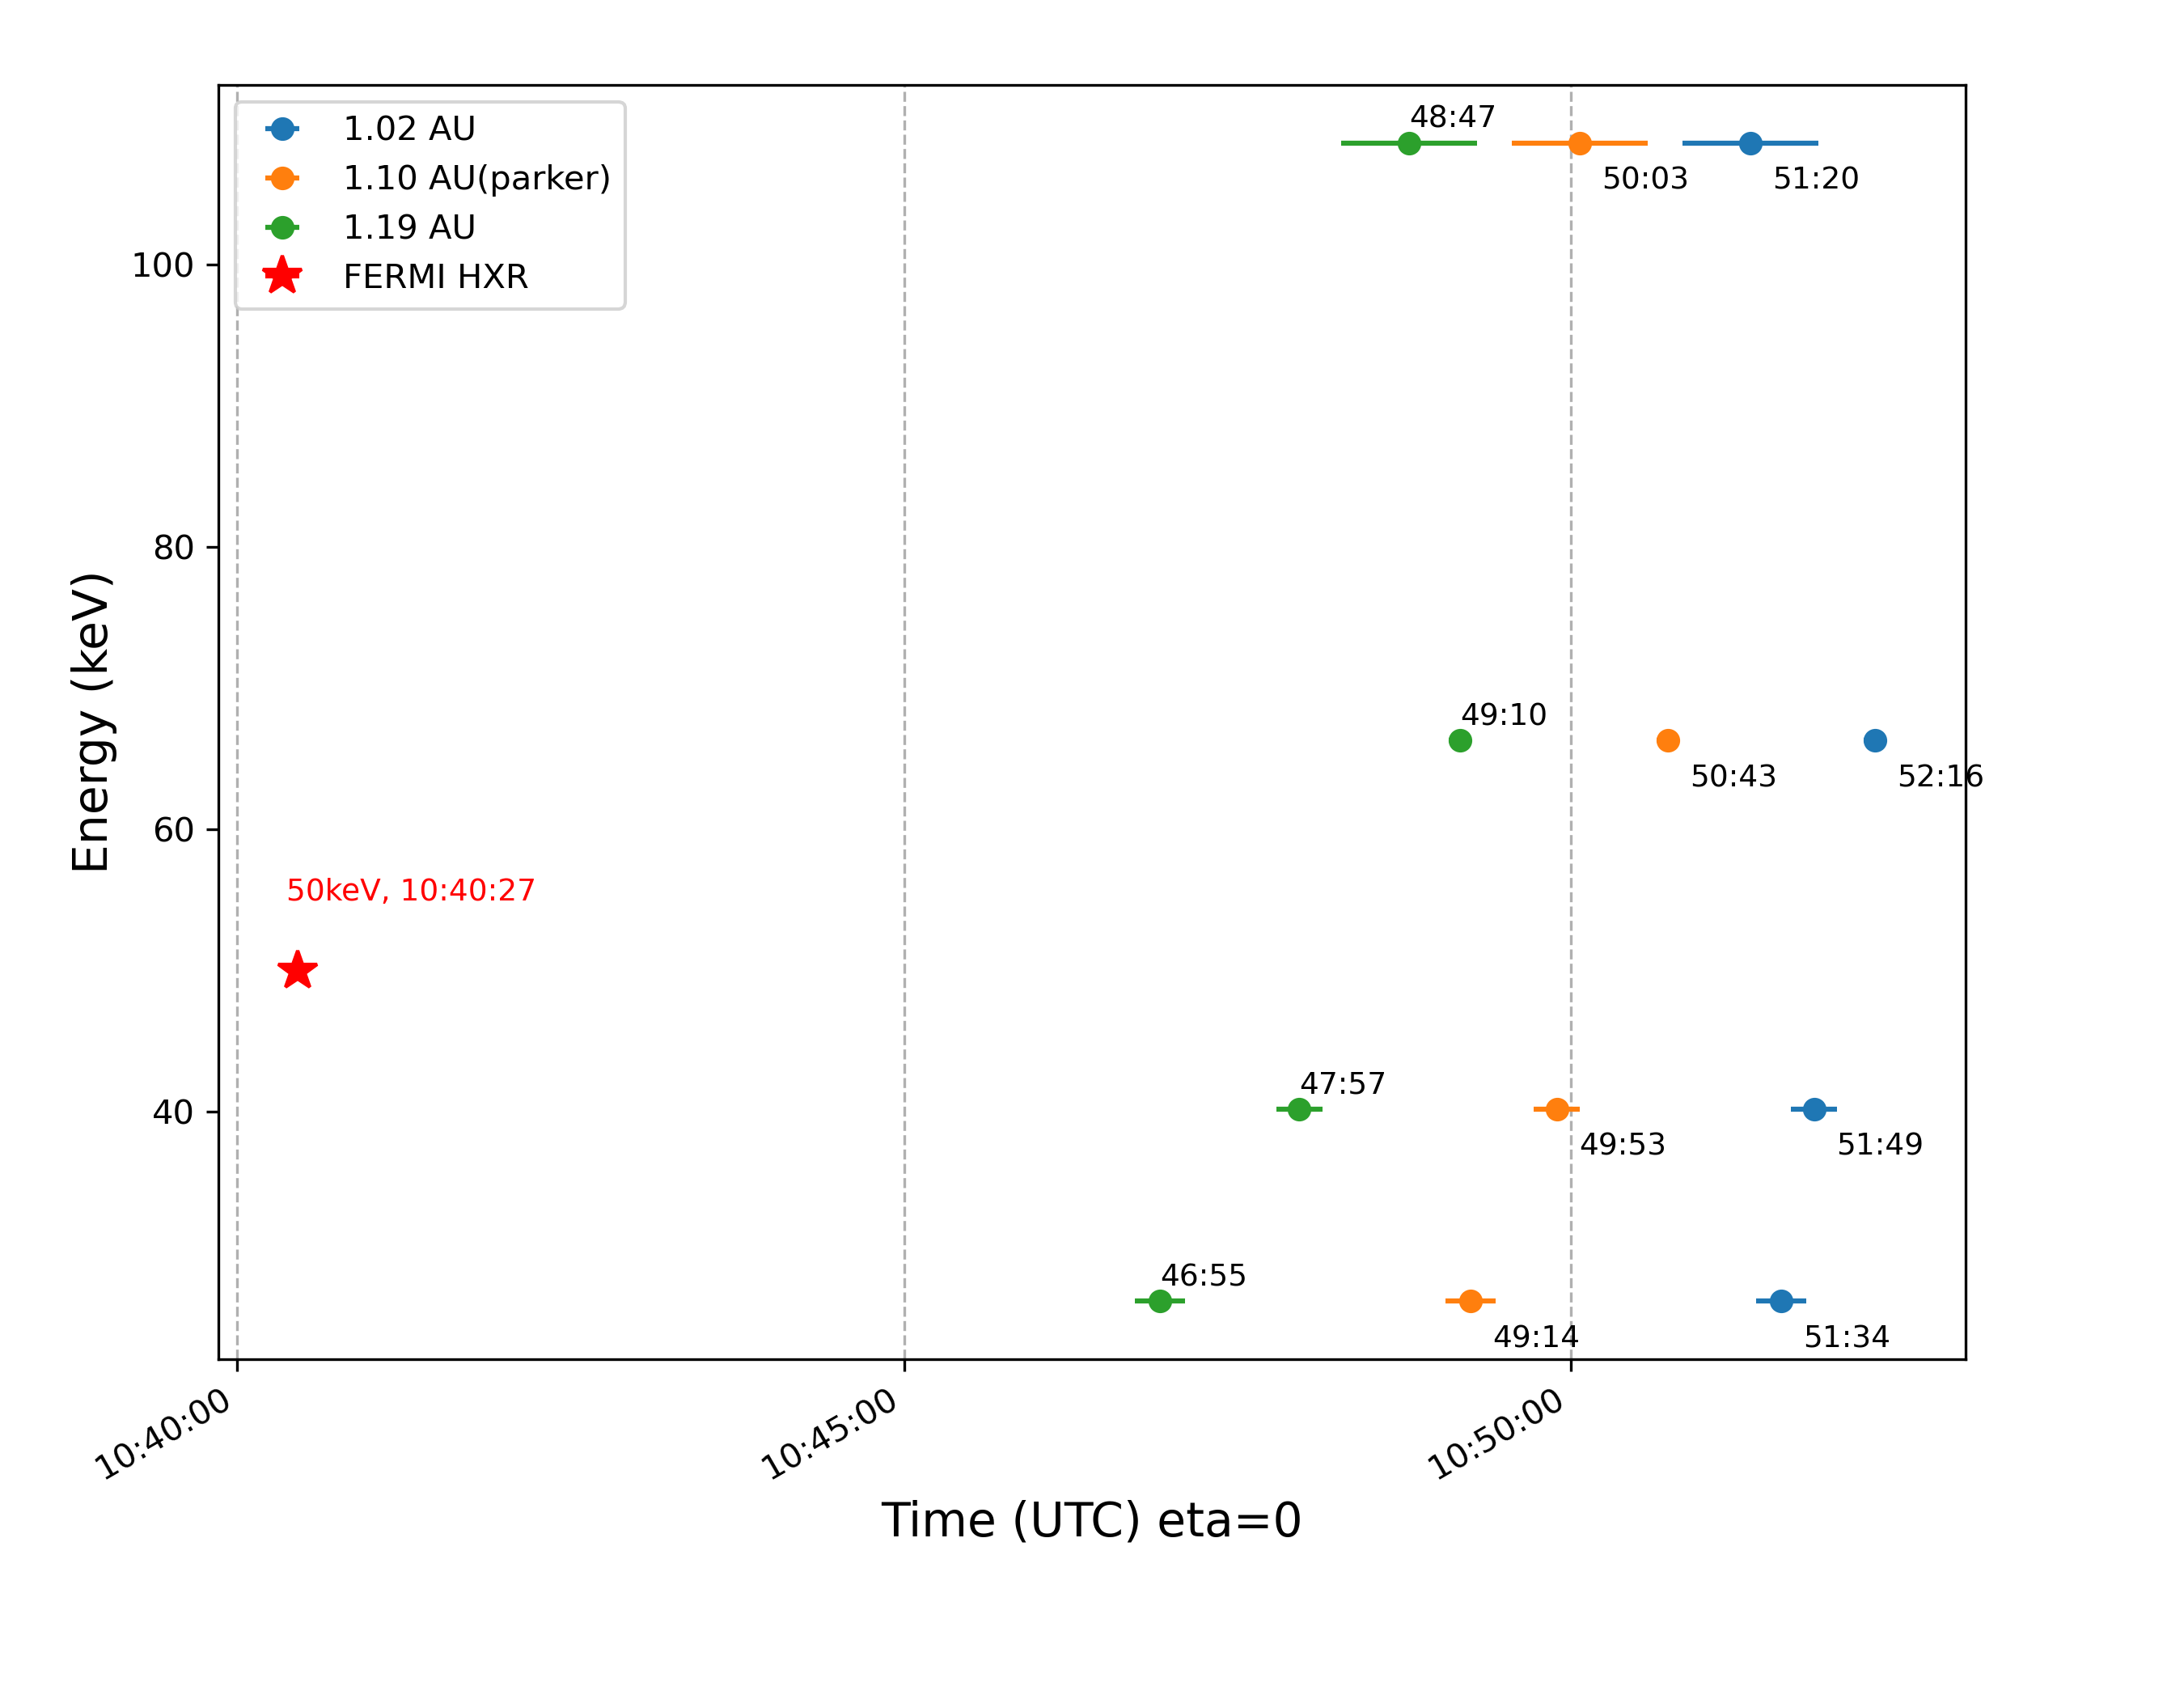 1.02 AU
1.10 AU(parker)
1.19 AU
FERMI HXR
48:47
50:03
51:20
100
80
60
40
Energy (keV)
49:10
50:43
52:16
50keV, 10:40:27
47:57
49:53
51:49
46:55
49:14
51:34
10:40:00
10:45:00
10:50:00
Time (UTC) eta=0